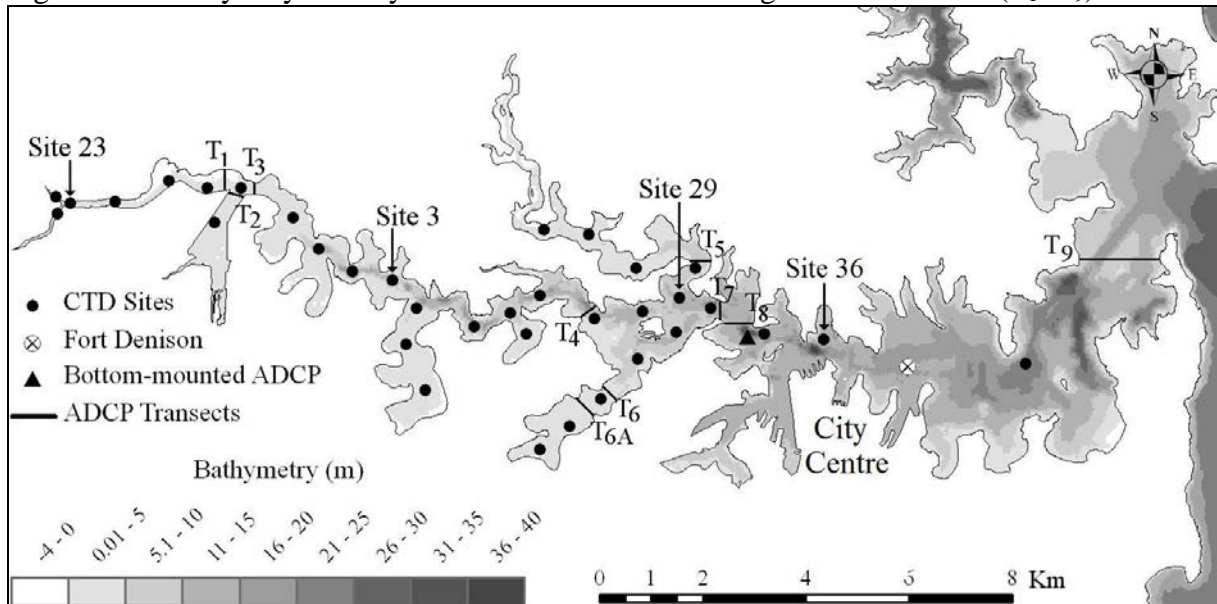 N
W E
S
Site 23
T1
T3
T2
Site 3
Site 29
T5
T7
Site 36
T8
T9
T4
T6
T6A
City
Centre
CTD Sites
Fort Denison
Bottom-mounted ADCP
ADCP Transects
Bathymetry (m)
-4 - 0
0.01 - 5
5.1 - 10
11 - 15
16 - 20
21 - 25
26 - 30
31 - 35
36 - 40
0 1 2 4 6 8 Km